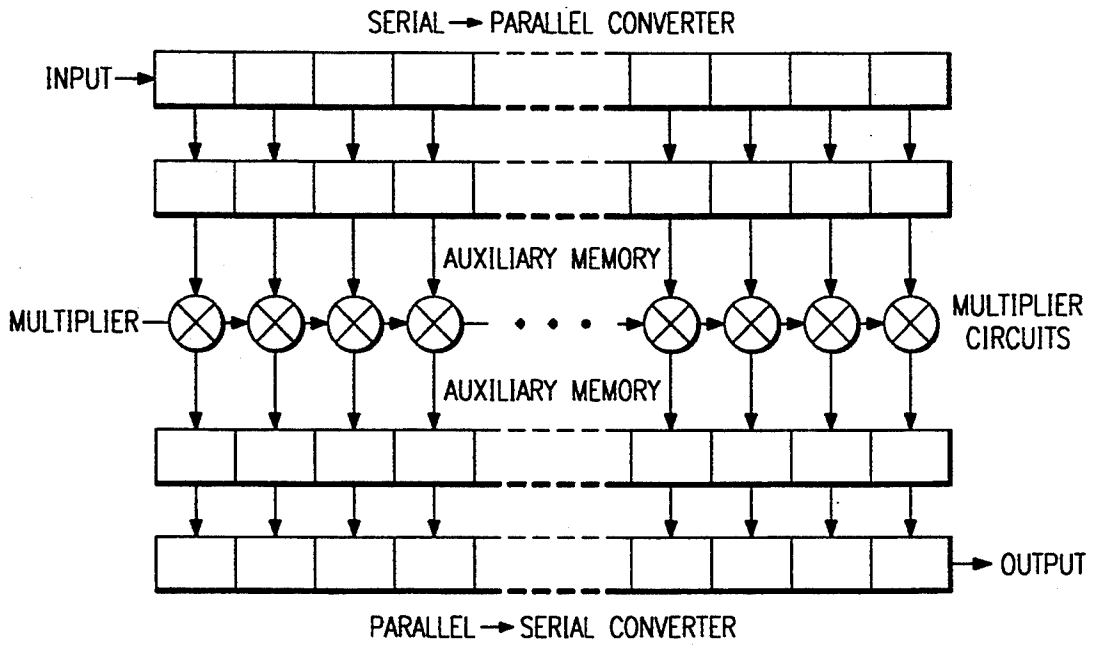 SERIAL → PARALLEL CONVERTER
INPUT
AUXILIARY MEMORY
MULTIPLIER
MULTIPLIER
CIRCUITS
AUXILIARY MEMORY
OUTPUT
PARALLEL → SERIAL CONVERTER